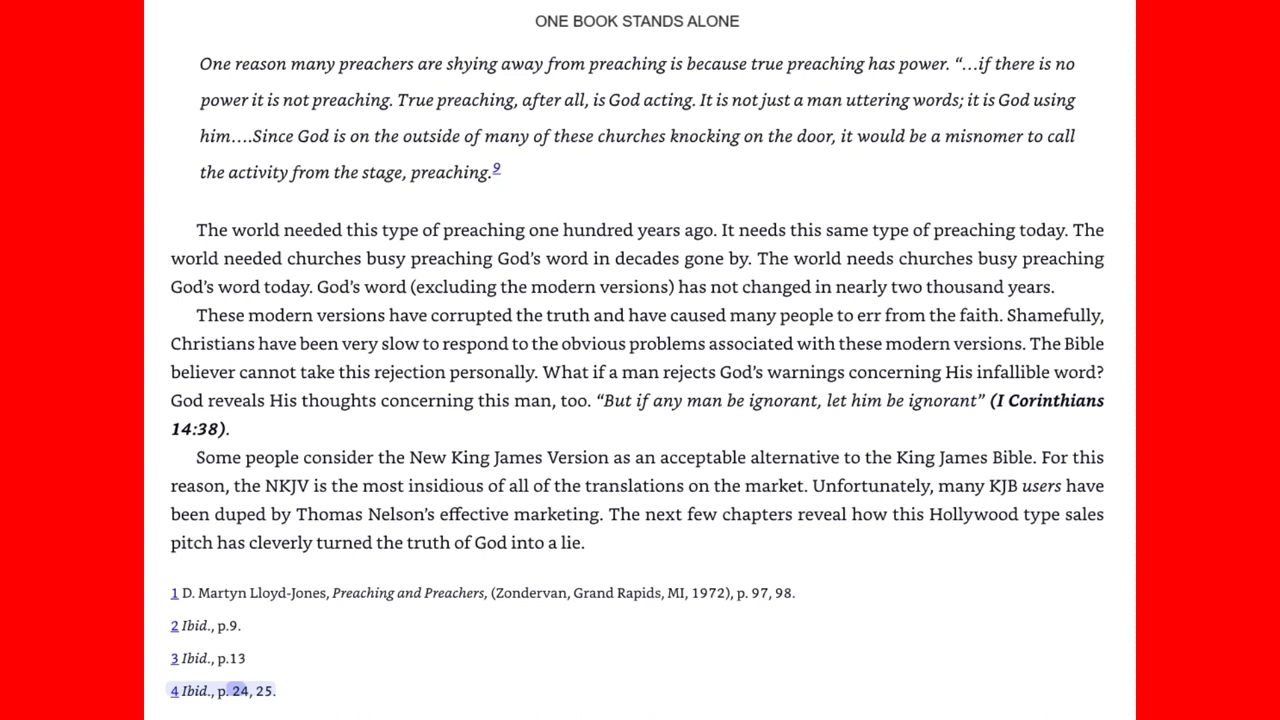 ONE BOOK STANDS ALONE
One reason many preachers are shying away from preaching is because true preaching has power. “…if there is no
power it is not preaching. True preaching, after all, is God acting. It is not just a man uttering words; it is God using
him….Since God is on the outside of many of these churches knocking on the door, it would be a misnomer to call
the activity from the stage, preaching.9
The world needed this type of preaching one hundred years ago. It needs this same type of preaching today. The
world needed churches busy preaching God’s word in decades gone by. The world needs churches busy preaching
God’s word today. God’s word (excluding the modern versions) has not changed in nearly two thousand years.
These modern versions have corrupted the truth and have caused many people to err from the faith. Shamefully,
Christians have been very slow to respond to the obvious problems associated with these modern versions. The Bible
believer cannot take this rejection personally. What if a man rejects God’s warnings concerning His infallible word?
God reveals His thoughts concerning this man, too. “But if any man be ignorant, let him be ignorant” (I Corinthians
14:38).
Some people consider the New King James Version as an acceptable alternative to the King James Bible. For this
reason, the NKJV is the most insidious of all of the translations on the market. Unfortunately, many KJB users have
been duped by Thomas Nelson’s effective marketing. The next few chapters reveal how this Hollywood type sales
pitch has cleverly turned the truth of God into a lie.
1 D. Martyn Lloyd-Jones, Preaching and Preachers, (Zondervan, Grand Rapids, MI, 1972), p. 97, 98.
2 Ibid., p.9.
3 Ibid., p.13
4 Ibid., p. 24, 25.